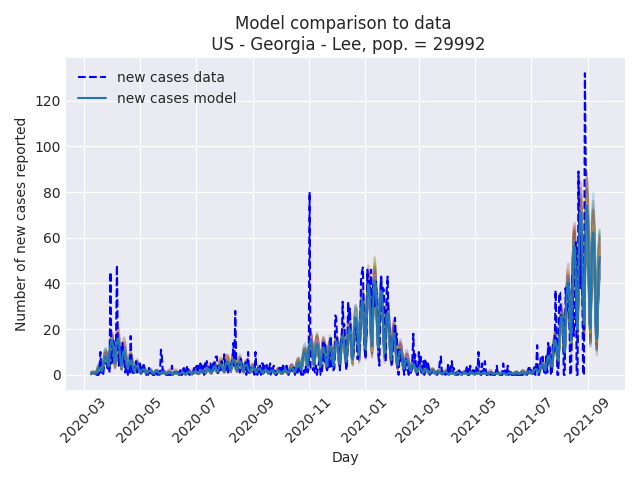 Model comparison to data
US - Georgia - Lee, pop. = 29992
new cases data
new cases model
Number of new cases reported
120
100
80
60
40
20
0
2020-03
2020-05
2020-07
2020-09
2020-11
2021-01
2021-03
2021-05
2021-07
2021-09
Day